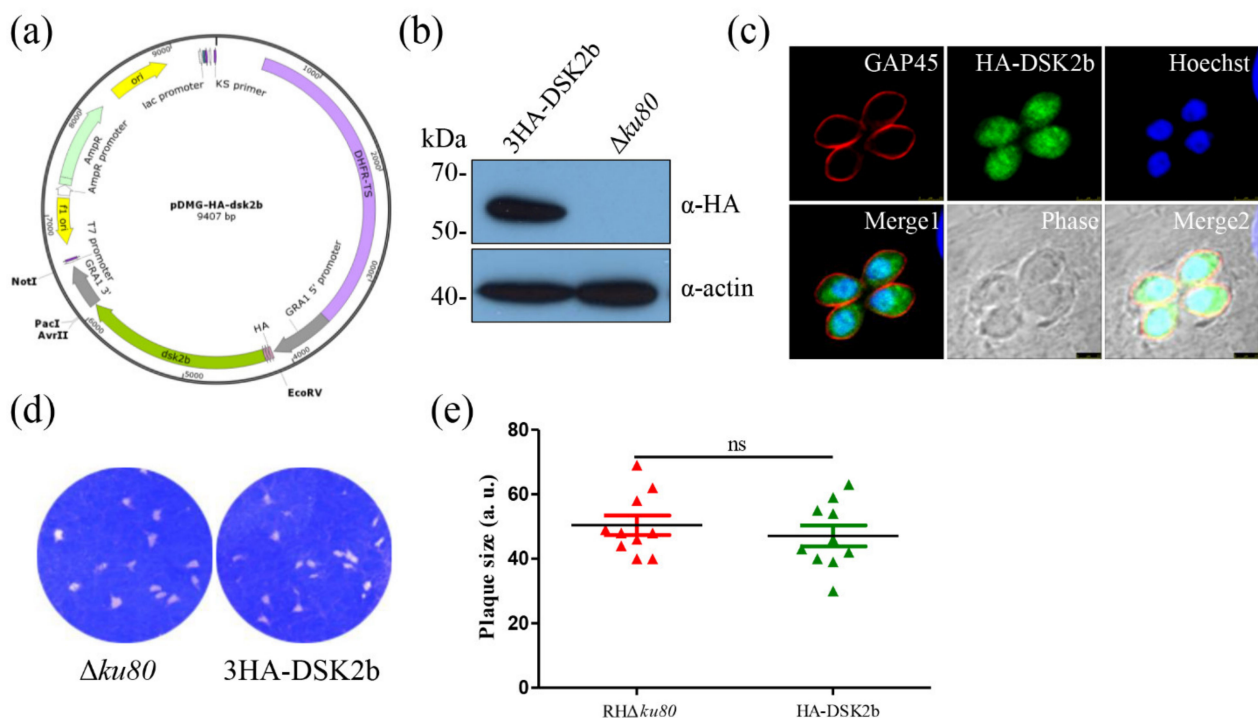 (a)
9000
ori
lac promoter
KS primer
1000
8000
AmpR
AmpR promoter
2000
DHFR-TS
pDMG-HA-dsk2b
9407 bp
7000
f1 ori
T7 promoter
3000
NotI
GRA1 3'
GRA1 5' promoter
PacI
AvrII
6000
HA
dsk2b
4000
5000
EcoRV
(b)
3HA-DSK2b
Δku80
kDa
70-
50-
α-HA
40-
α-actin
(c)
GAP45
HA-DSK2b
Hoechst
Merge1
Phase
Merge2
(d)
Δku80
3HA-DSK2b
(e)
80
60
40
20
0
Plaque size (a. u.)
ns
RHΔku80
HA-DSK2b